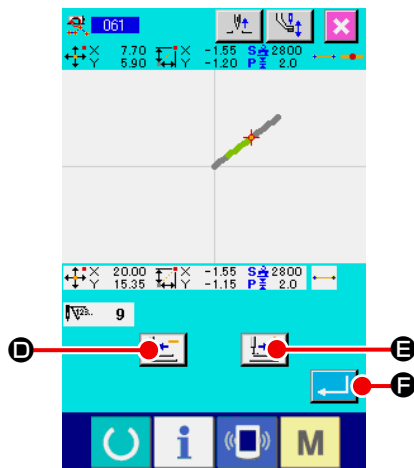 061
X 7.70 X -1.55 S 2800
Y 5.90 Y -1.20 P 2.0
X 20.00 X -1.55 S 2800
Y 15.35 Y -1.15 P 2.0
123.. 9
D E
F
i M